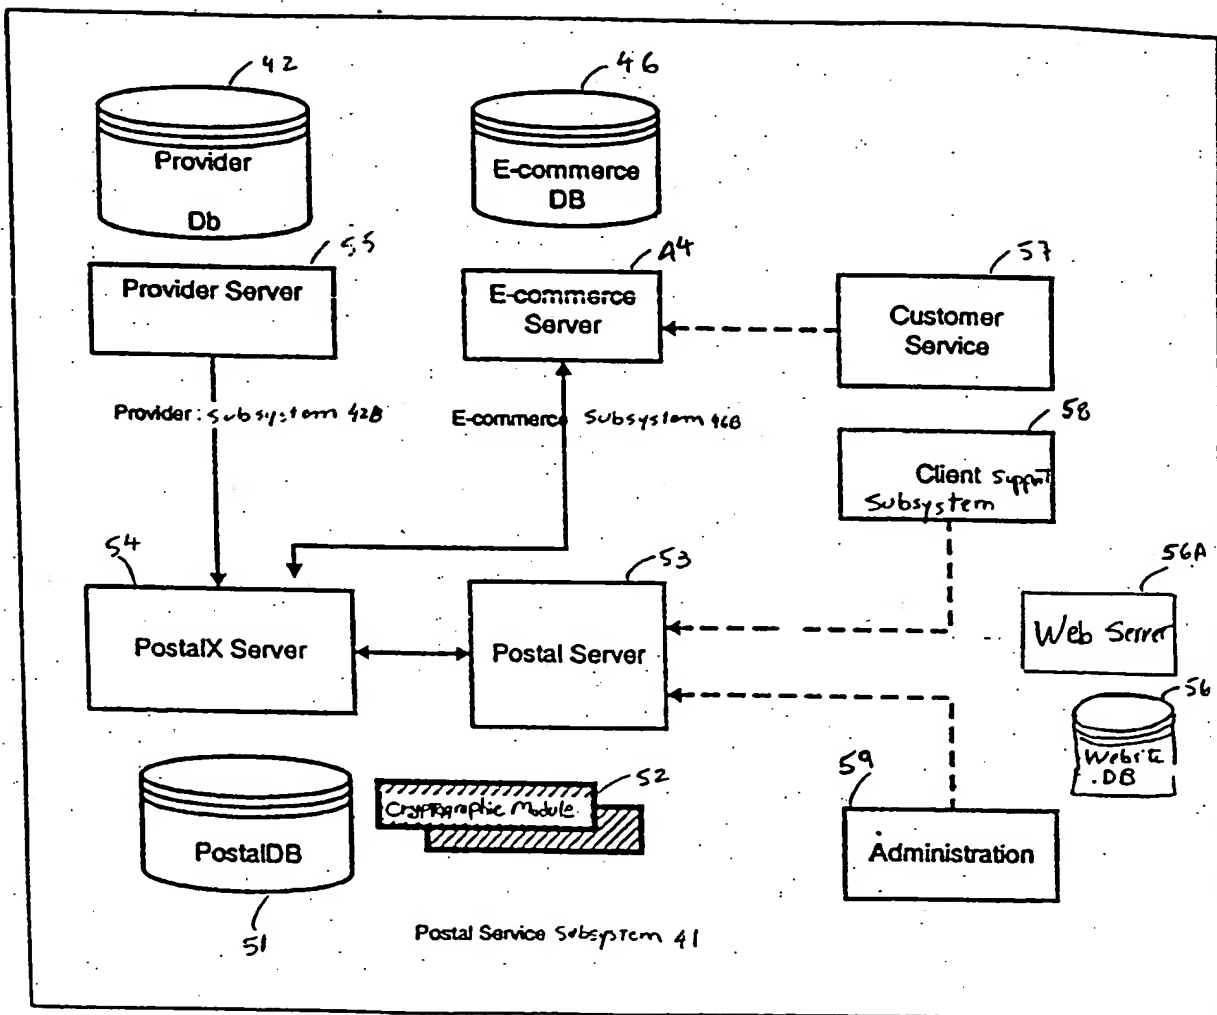 42
46
Provider
Db
E-commerce
DB
55
A4
57
Provider Server
E-commerce
Server
Customer
Service
Provider: Subsystem 42B
E-commerce Subsystem 46B
58
Client Support
Subsystem
54
53
56A
PostalX Server
Postal Server
Web Server
56
Website
DB
52
59
Cryptographic Module
PostalDB
Administration
51
Postal Service Subsystem 41